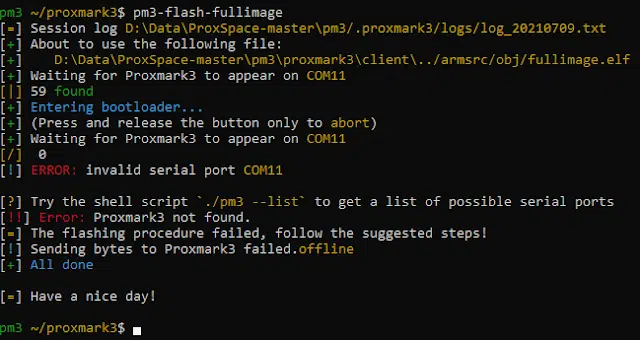 pm3 ~/proxmark3$ pm3-flash-fullimage
[=] Session log D:\Data\ProxSpace-master\pm3/.proxmark3/logs/log_20210709.txt
[+] About to use the following file:
[+]    D:\Data\ProxSpace-master\pm3\proxmark3\client\../armsrc/obj/fullimage.elf
[+] Waiting for Proxmark3 to appear on COM11
[|] 59 found
[+] Entering bootloader...
[+] (Press and release the button only to abort)
[+] Waiting for Proxmark3 to appear on COM11
[/]  0
[!] ERROR: invalid serial port COM11
[?] Try the shell script `./pm3 --list` to get a list of possible serial ports
[!!] Error: Proxmark3 not found.
[=] The flashing procedure failed, follow the suggested steps!
[!] Sending bytes to Proxmark3 failed.offline
[+] All done
[=] Have a nice day!
pm3 ~/proxmark3$